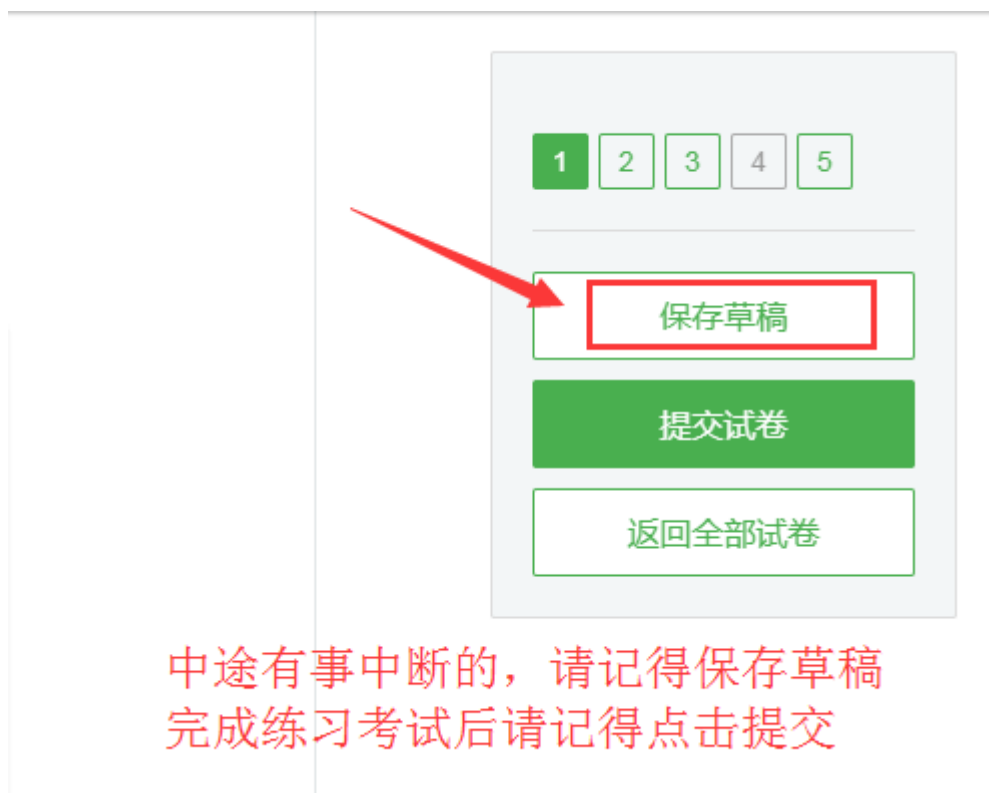 1 2 3 4 5
保存草稿
提交试卷
返回全部试卷
中途有事中断的，请记得保存草稿
完成练习考试后请记得点击提交